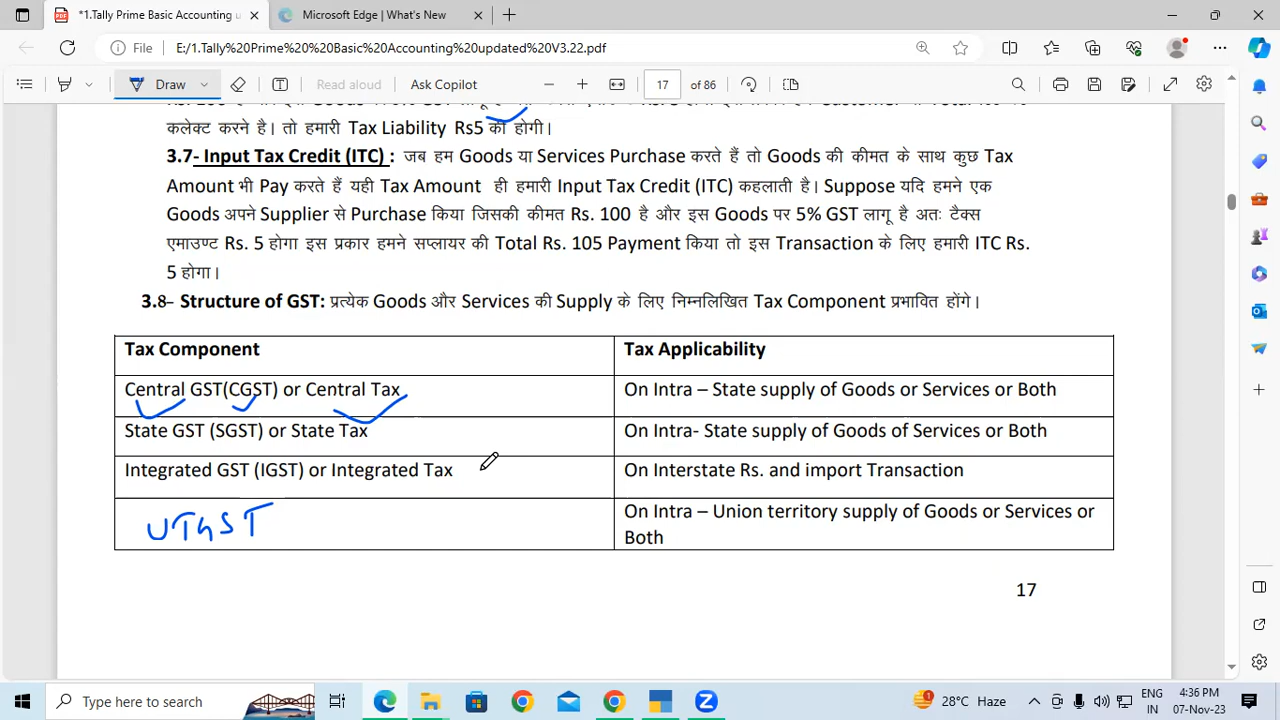 *1.Tally Prime Basic Accounting u
Microsoft Edge | What's New
File
E:/1.Tally%20Prime%20%20Basic%20Accounting%20updated%20V3.22.pdf
Draw
Read aloud
Ask Copilot
17 of 86
कलेक्ट करने है। तो हमारी Tax Liability Rs5 की होगी।
3.7- Input Tax Credit (ITC) : जब हम Goods या Services Purchase करते हैं तो Goods की कीमत के साथ कुछ Tax
Amount भी Pay करते हैं यही Tax Amount ही हमारी Input Tax Credit (ITC) कहलाती है। Suppose यदि हमने एक
Goods अपने Supplier से Purchase किया जिसकी कीमत Rs. 100 है और इस Goods पर 5% GST लागू है अतः टैक्स
एमाउण्ट Rs. 5 होगा इस प्रकार हमने सप्लायर की Total Rs. 105 Payment किया तो इस Transaction के लिए हमारी ITC Rs.
5 होगा।
3.8– Structure of GST: प्रत्येक Goods और Services की Supply के लिए निम्नलिखित Tax Component प्रभावित होंगे।
Tax Component Tax Applicability
Central GST(CGST) or Central Tax On Intra – State supply of Goods or Services or Both
State GST (SGST) or State Tax On Intra- State supply of Goods of Services or Both
Integrated GST (IGST) or Integrated Tax On Interstate Rs. and import Transaction
UTGST On Intra – Union territory supply of Goods or Services or
Both
17
Type here to search
28°C Haze
ENG
IN
4:36 PM
07-Nov-23